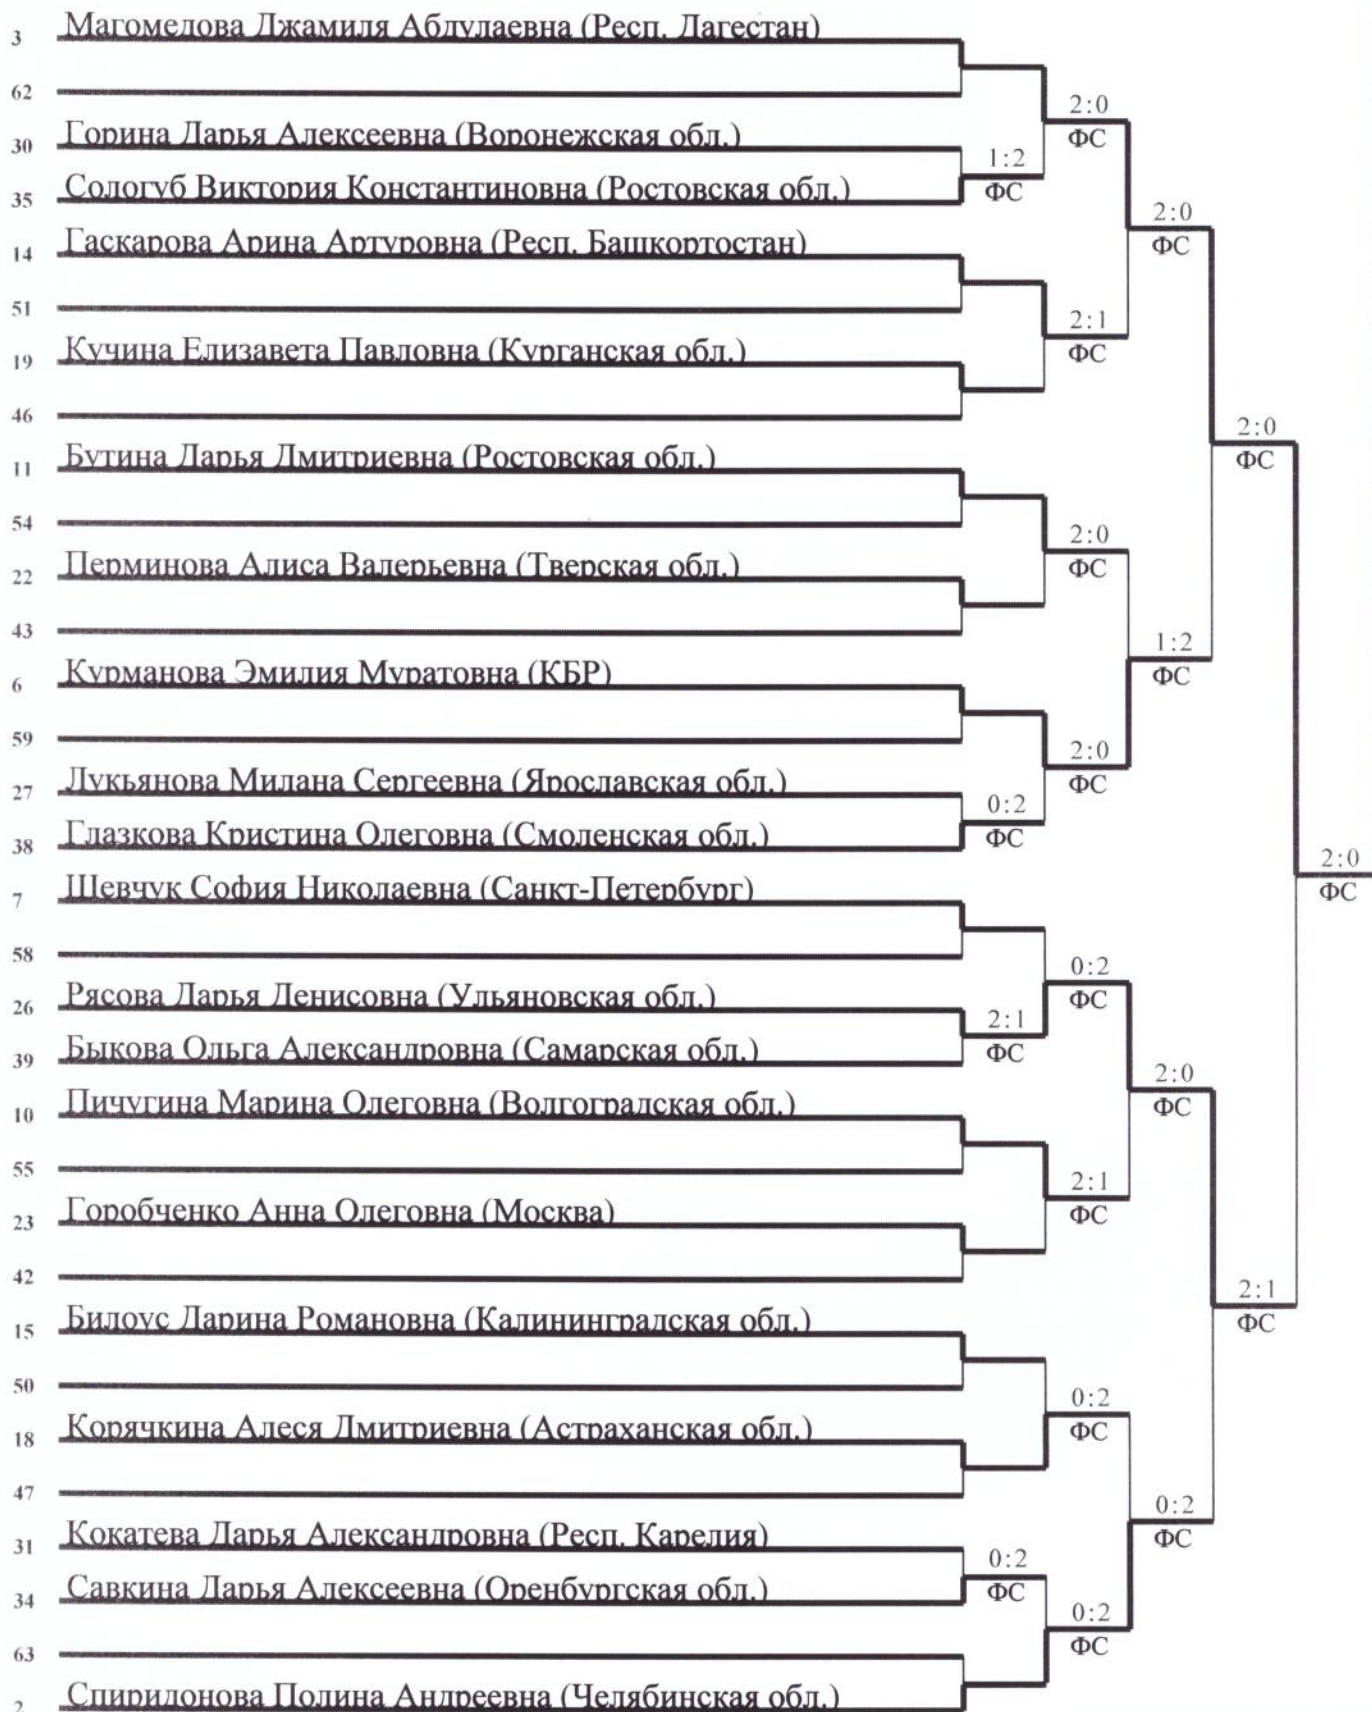 3 Магомедова Джамиля Абдулаевна (Респ. Дагестан)
62
2:0
ФС
30 Горина Дарья Алексеевна (Воронежская обл.)
1:2
ФС
35 Сологуб Виктория Константиновна (Ростовская обл.)
2:0
ФС
14 Гаскарова Арина Артуровна (Респ. Башкортостан)
51
2:1
ФС
19 Кучина Елизавета Павловна (Курганская обл.)
46
2:0
ФС
11 Бутина Дарья Дмитриевна (Ростовская обл.)
54
2:0
ФС
22 Перминова Алиса Валерьевна (Тверская обл.)
43
1:2
ФС
6 Курманова Эмилия Муратовна (КБР)
59
2:0
ФС
27 Лукьянова Милана Сергеевна (Ярославская обл.)
0:2
ФС
38 Глазкова Кристина Олеговна (Смоленская обл.)
2:0
ФС
7 Шевчук София Николаевна (Санкт-Петербург)
58
0:2
ФС
26 Рясова Дарья Денисовна (Ульяновская обл.)
2:1
ФС
39 Быкова Ольга Александровна (Самарская обл.)
2:0
ФС
10 Пичугина Марина Олеговна (Волгоградская обл.)
55
2:1
ФС
23 Горобченко Анна Олеговна (Москва)
42
2:1
ФС
15 Билоус Дарина Романовна (Калининградская обл.)
50
0:2
ФС
18 Корячкина Алеся Дмитриевна (Астраханская обл.)
47
0:2
ФС
31 Кокатева Дарья Александровна (Респ. Карелия)
0:2
ФС
34 Савкина Дарья Алексеевна (Оренбургская обл.)
0:2
ФС
63
2 Спиридонова Полина Андреевна (Челябинская обл.)